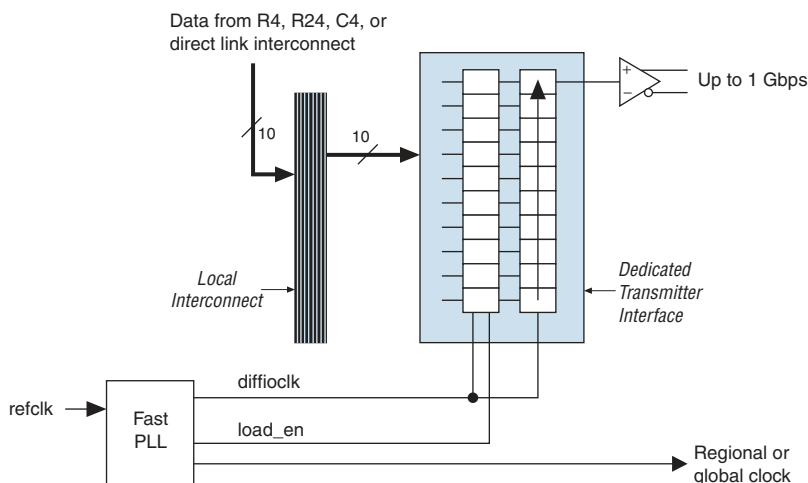 Data from R4, R24, C4, or
direct link interconnect
10
10
+
−
Up to 1 Gbps
Local
Interconnect
Dedicated
Transmitter
Interface
diffioclk
refclk
Fast
PLL
load_en
Regional or
global clock